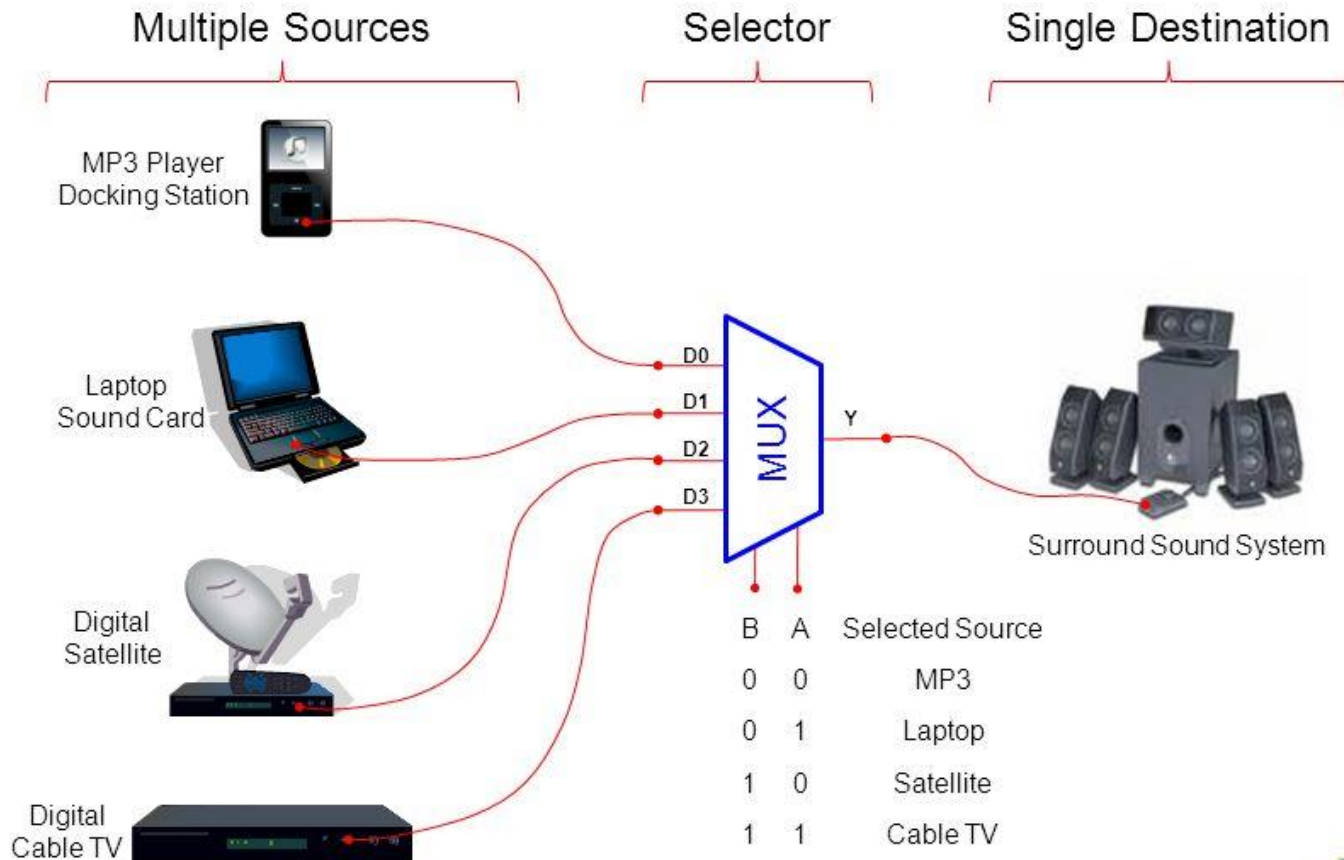 Multiple Sources
Selector
Single Destination
MP3 Player
Docking Station
Laptop
Sound Card
Digital
Satellite
Digital
Cable TV
D0
D1
D2
D3
MUX
Y
Surround Sound System
B A Selected Source
0 0 MP3
0 1 Laptop
1 0 Satellite
1 1 Cable TV